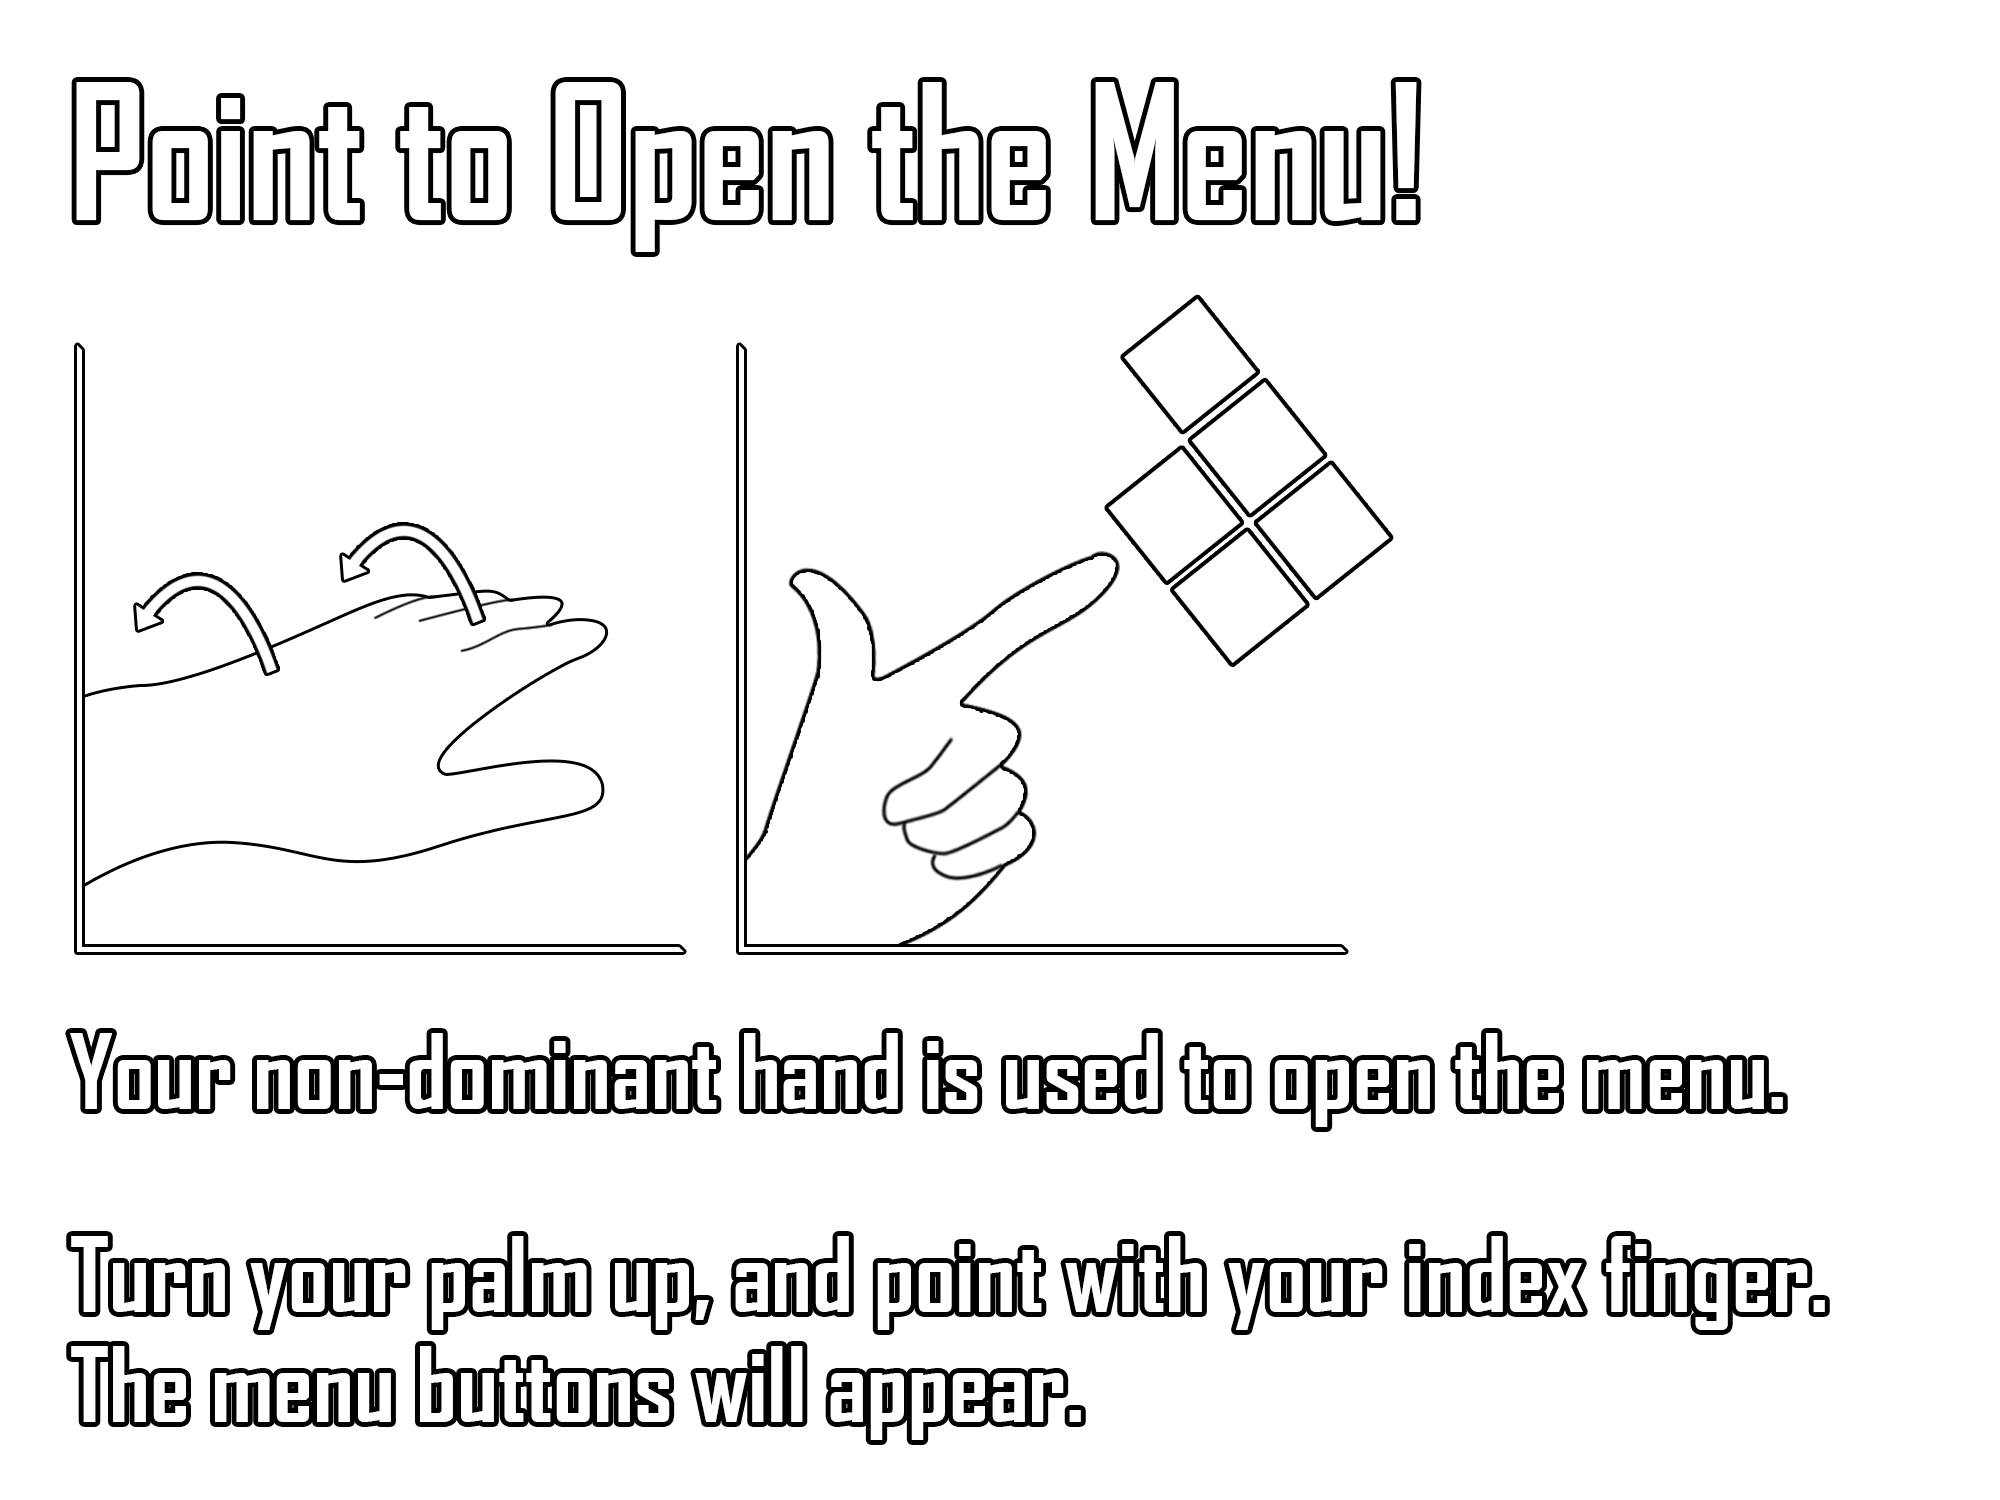 Point to Open the Menu!
Your non-dominant hand is used to open the menu.
Turn your palm up, and point with your index finger.
The menu buttons will appear.